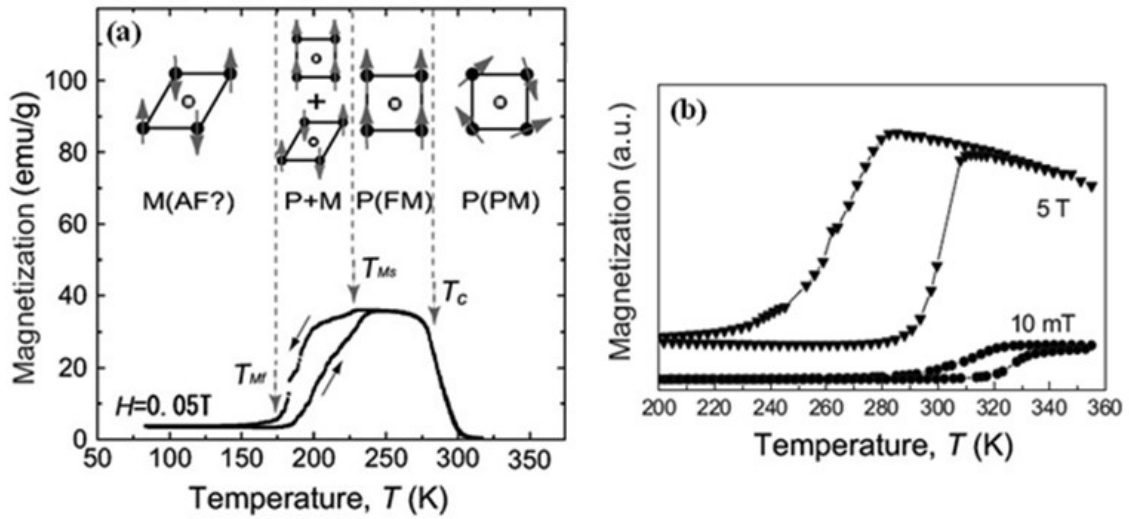 (a)
120
100
80
60
40
20
0
Magnetization (emu/g)
M(AF?)
P+M
P(FM)
P(PM)
+
T_Ms
T_C
T_Mf
H=0.05T
50 100 150 200 250 300 350
Temperature, T (K)
(b)
Magnetization (a.u.)
5 T
10 mT
200 220 240 260 280 300 320 340 360
Temperature, T (K)